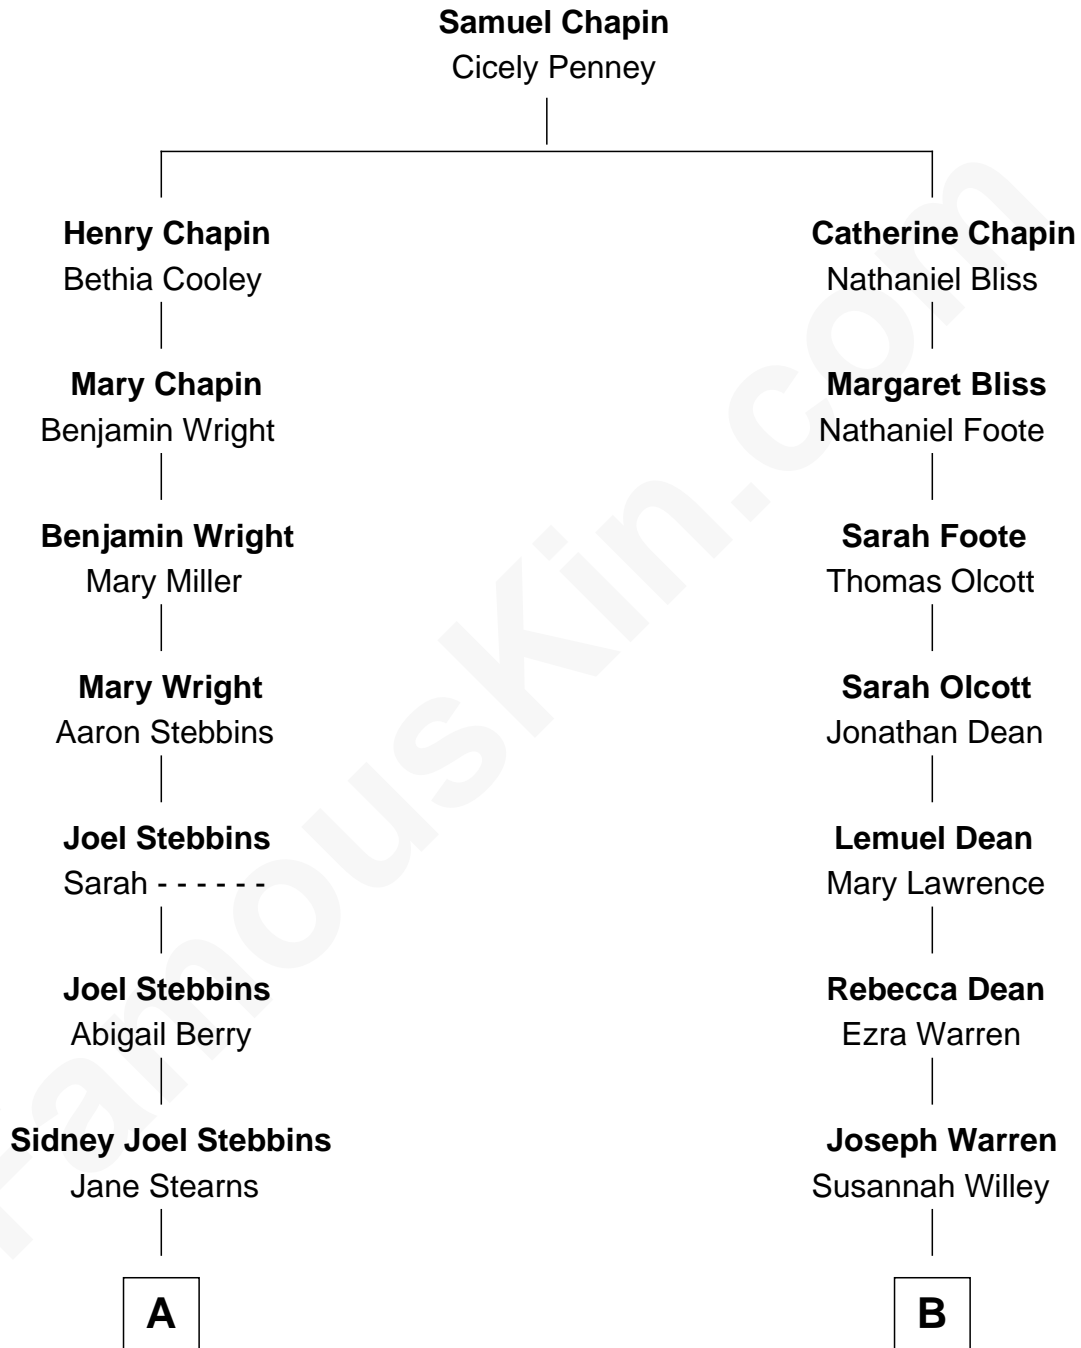 Samuel Chapin
Cicely Penney
Henry Chapin
Bethia Cooley
Catherine Chapin
Nathaniel Bliss
Mary Chapin
Benjamin Wright
Margaret Bliss
Nathaniel Foote
Benjamin Wright
Mary Miller
Sarah Foote
Thomas Olcott
Mary Wright
Aaron Stebbins
Sarah Olcott
Jonathan Dean
Joel Stebbins
Sarah - - - - - -
Lemuel Dean
Mary Lawrence
Joel Stebbins
Abigail Berry
Rebecca Dean
Ezra Warren
Sidney Joel Stebbins
Jane Stearns
Joseph Warren
Susannah Willey
A
B
FamousKin.com